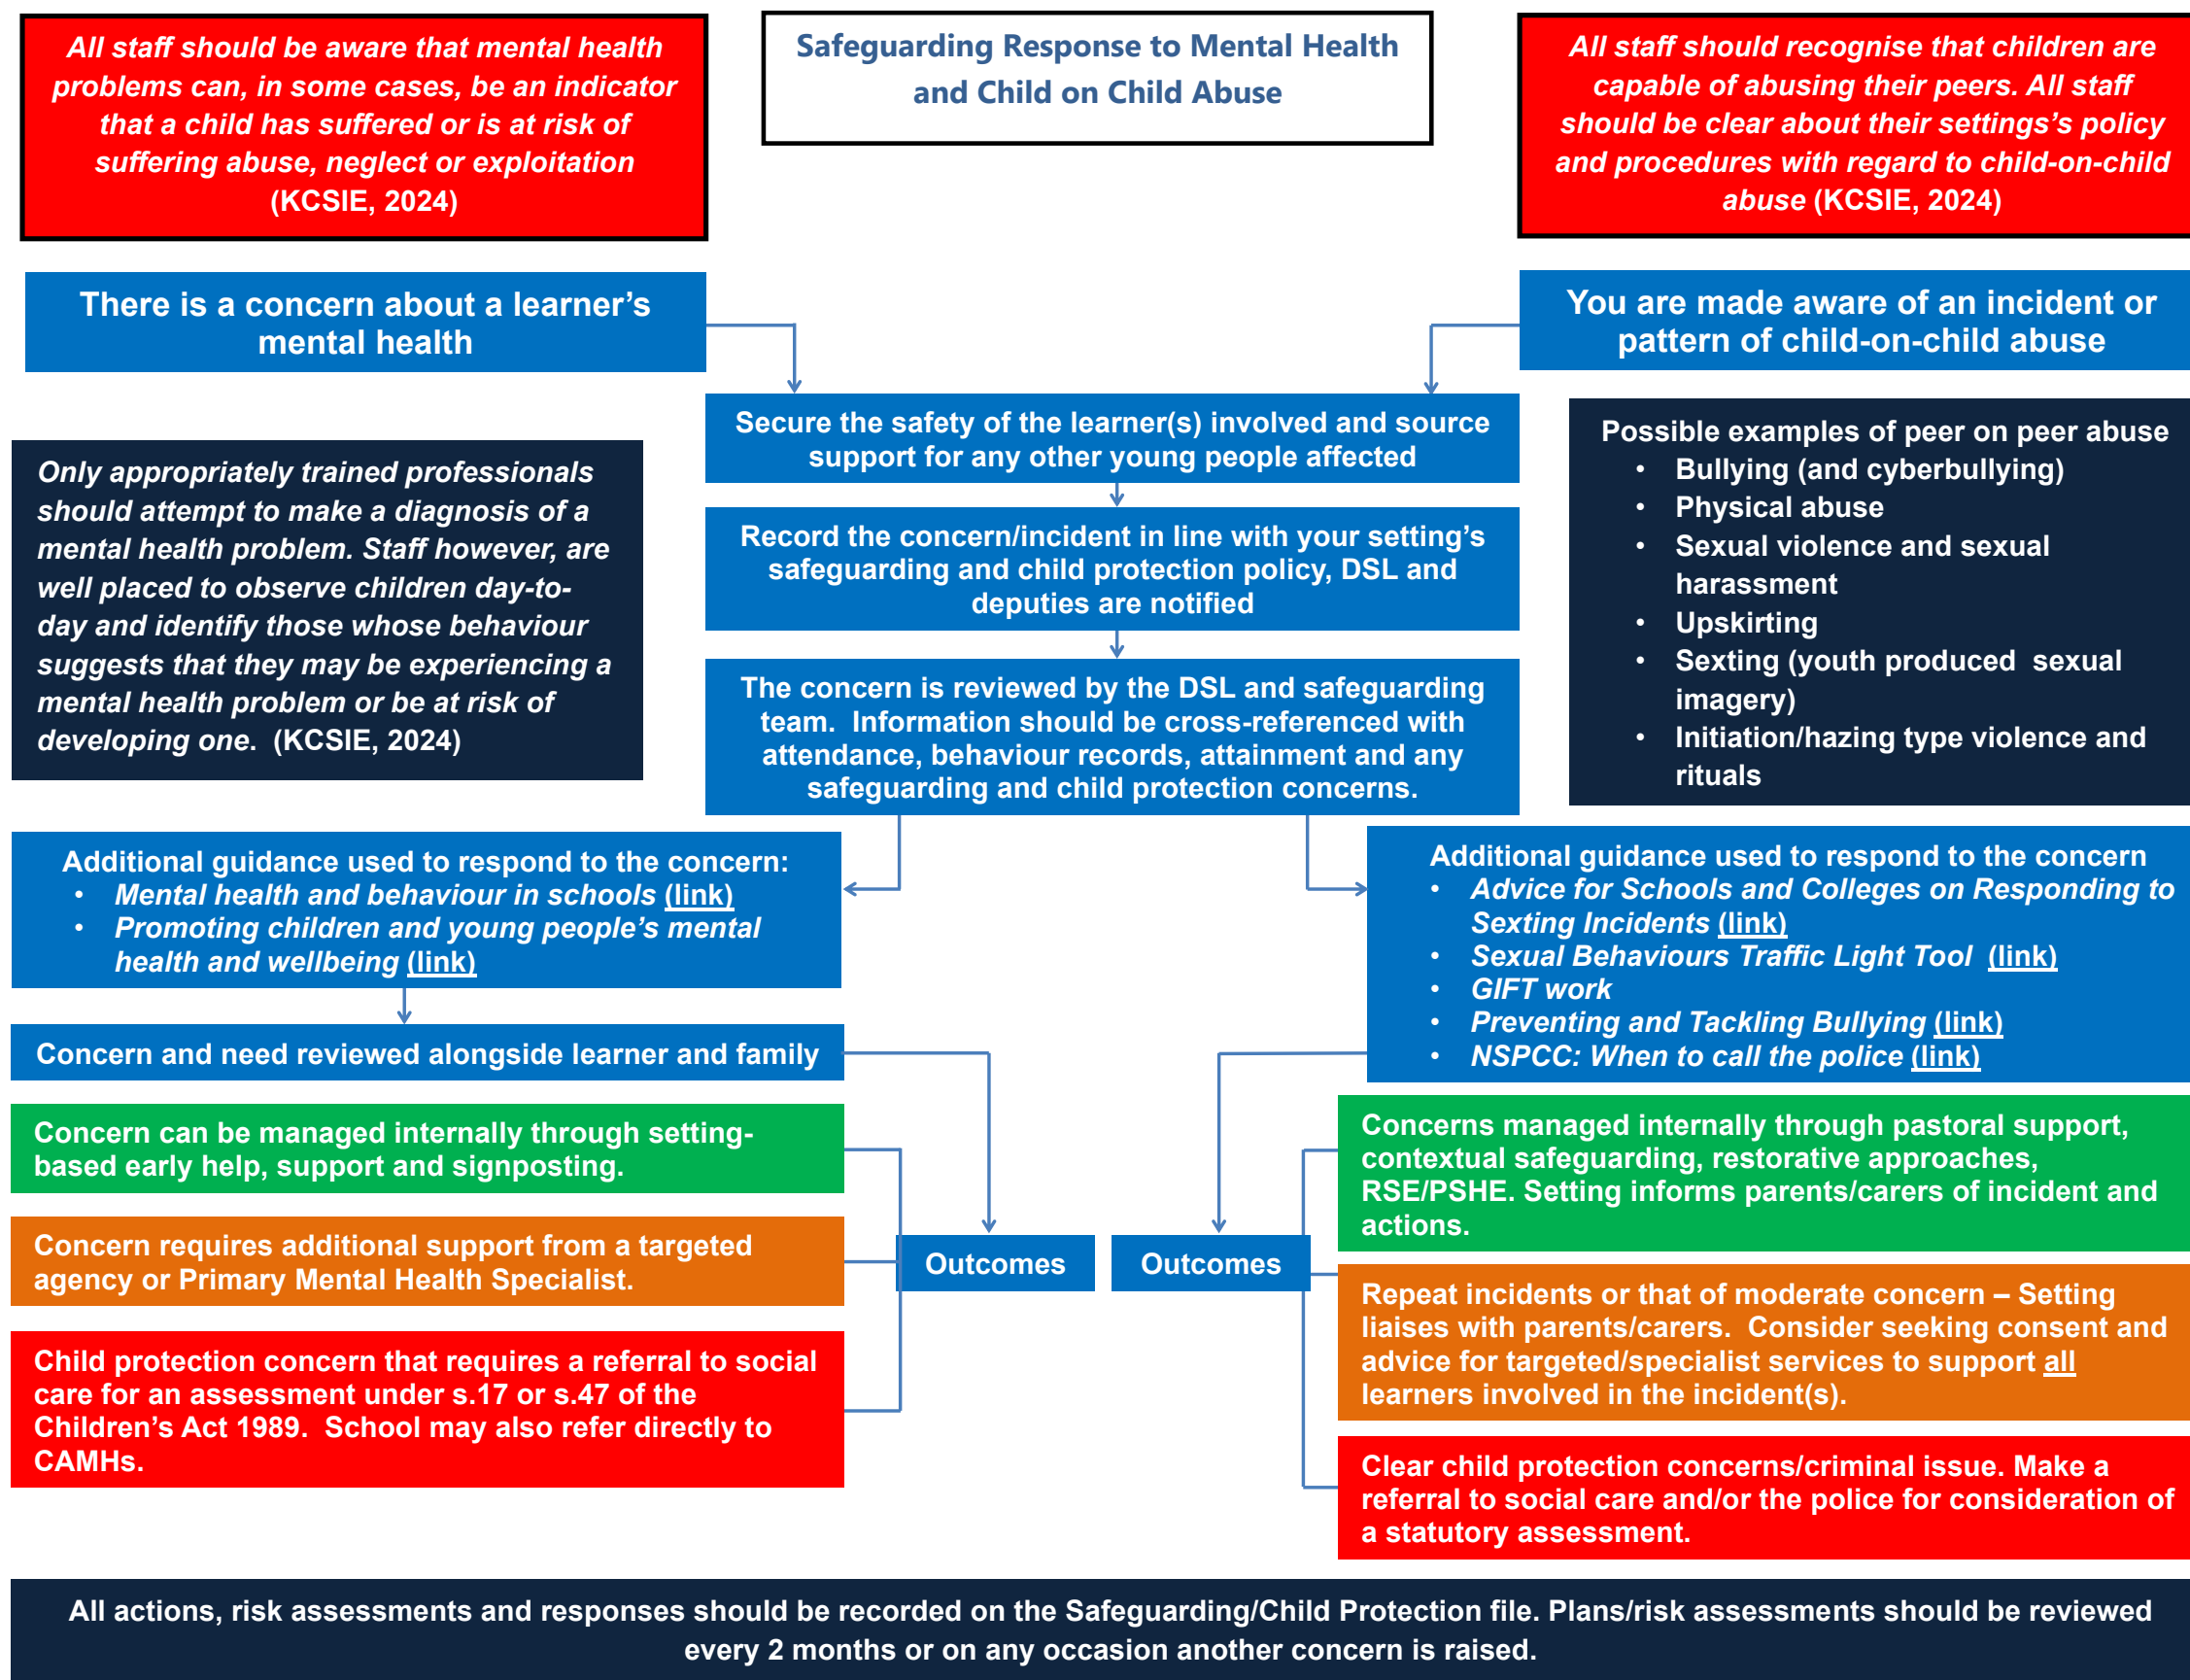 All staff should be aware that mental health
problems can, in some cases, be an indicator
that a child has suffered or is at risk of
suffering abuse, neglect or exploitation
(KCSIE, 2024)
Safeguarding Response to Mental Health
and Child on Child Abuse
All staff should recognise that children are
capable of abusing their peers. All staff
should be clear about their settings's policy
and procedures with regard to child-on-child
abuse (KCSIE, 2024)
There is a concern about a learner’s
mental health
You are made aware of an incident or
pattern of child-on-child abuse
Secure the safety of the learner(s) involved and source
support for any other young people affected
Only appropriately trained professionals
should attempt to make a diagnosis of a
mental health problem. Staff however, are
well placed to observe children day-to-
day and identify those whose behaviour
suggests that they may be experiencing a
mental health problem or be at risk of
developing one. (KCSIE, 2024)
Record the concern/incident in line with your setting’s
safeguarding and child protection policy, DSL and
deputies are notified
The concern is reviewed by the DSL and safeguarding
team. Information should be cross-referenced with
attendance, behaviour records, attainment and any
safeguarding and child protection concerns.
Possible examples of peer on peer abuse
• Bullying (and cyberbullying)
• Physical abuse
• Sexual violence and sexual
harassment
• Upskirting
• Sexting (youth produced sexual
imagery)
• Initiation/hazing type violence and
rituals
Additional guidance used to respond to the concern:
• Mental health and behaviour in schools (link)
• Promoting children and young people’s mental
health and wellbeing (link)
Additional guidance used to respond to the concern
• Advice for Schools and Colleges on Responding to
Sexting Incidents (link)
• Sexual Behaviours Traffic Light Tool (link)
• GIFT work
• Preventing and Tackling Bullying (link)
• NSPCC: When to call the police (link)
Concern and need reviewed alongside learner and family
Concern can be managed internally through setting-
based early help, support and signposting.
Concern requires additional support from a targeted
agency or Primary Mental Health Specialist.
Child protection concern that requires a referral to social
care for an assessment under s.17 or s.47 of the
Children’s Act 1989. School may also refer directly to
CAMHs.
Outcomes
Outcomes
Concerns managed internally through pastoral support,
contextual safeguarding, restorative approaches,
RSE/PSHE. Setting informs parents/carers of incident and
actions.
Repeat incidents or that of moderate concern – Setting
liaises with parents/carers. Consider seeking consent and
advice for targeted/specialist services to support all
learners involved in the incident(s).
Clear child protection concerns/criminal issue. Make a
referral to social care and/or the police for consideration of
a statutory assessment.
All actions, risk assessments and responses should be recorded on the Safeguarding/Child Protection file. Plans/risk assessments should be reviewed
every 2 months or on any occasion another concern is raised.